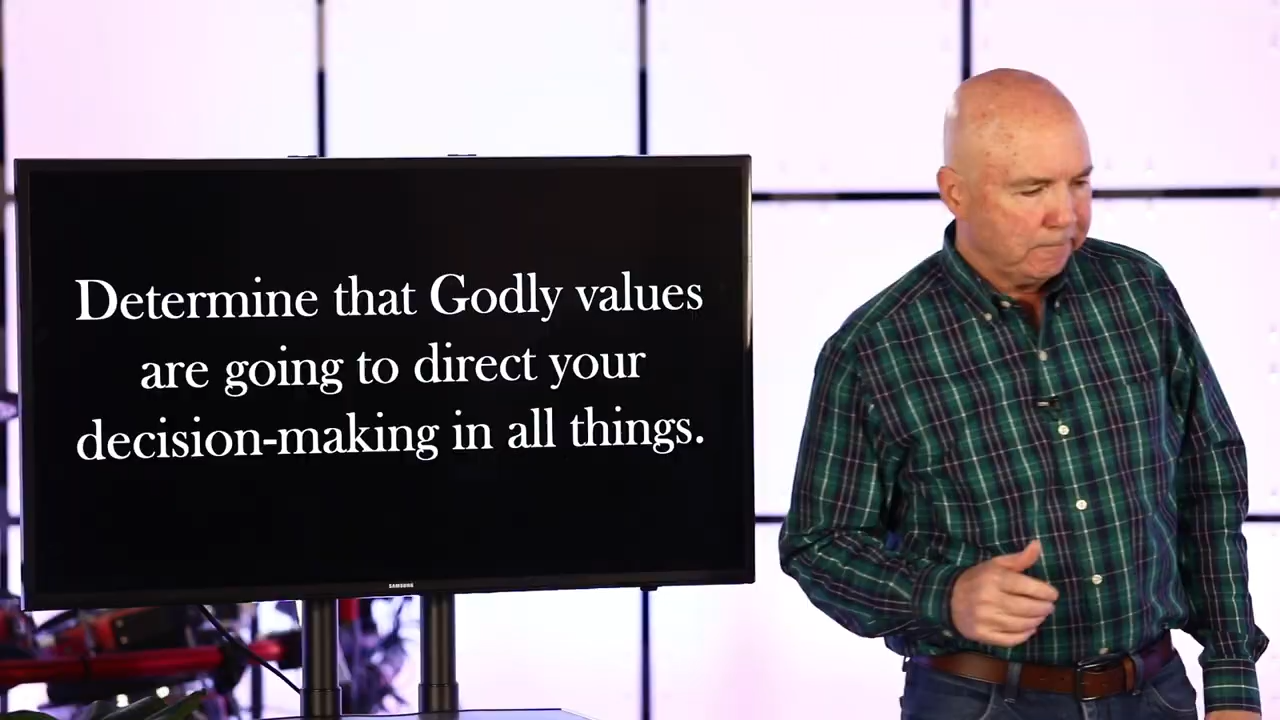 Determine that Godly values
are going to direct your
decision-making in all things.
SAMSUNG